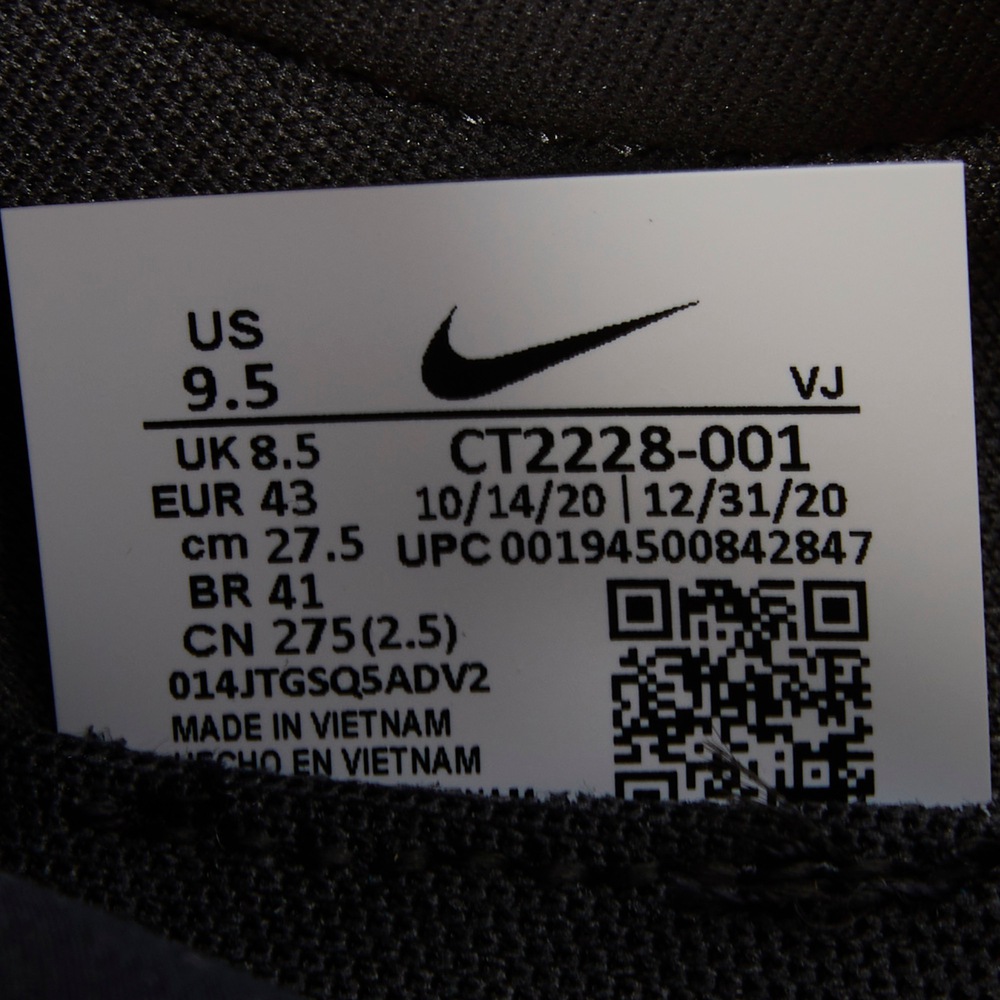 US
9.5
VJ
UK 8.5
CT2228-001
EUR 43
10/14/20 | 12/31/20
cm 27.5
UPC 00194500842847
BR 41
CN 275(2.5)
014JTGSQ5ADV2
MADE IN VIETNAM
HECHO EN VIETNAM